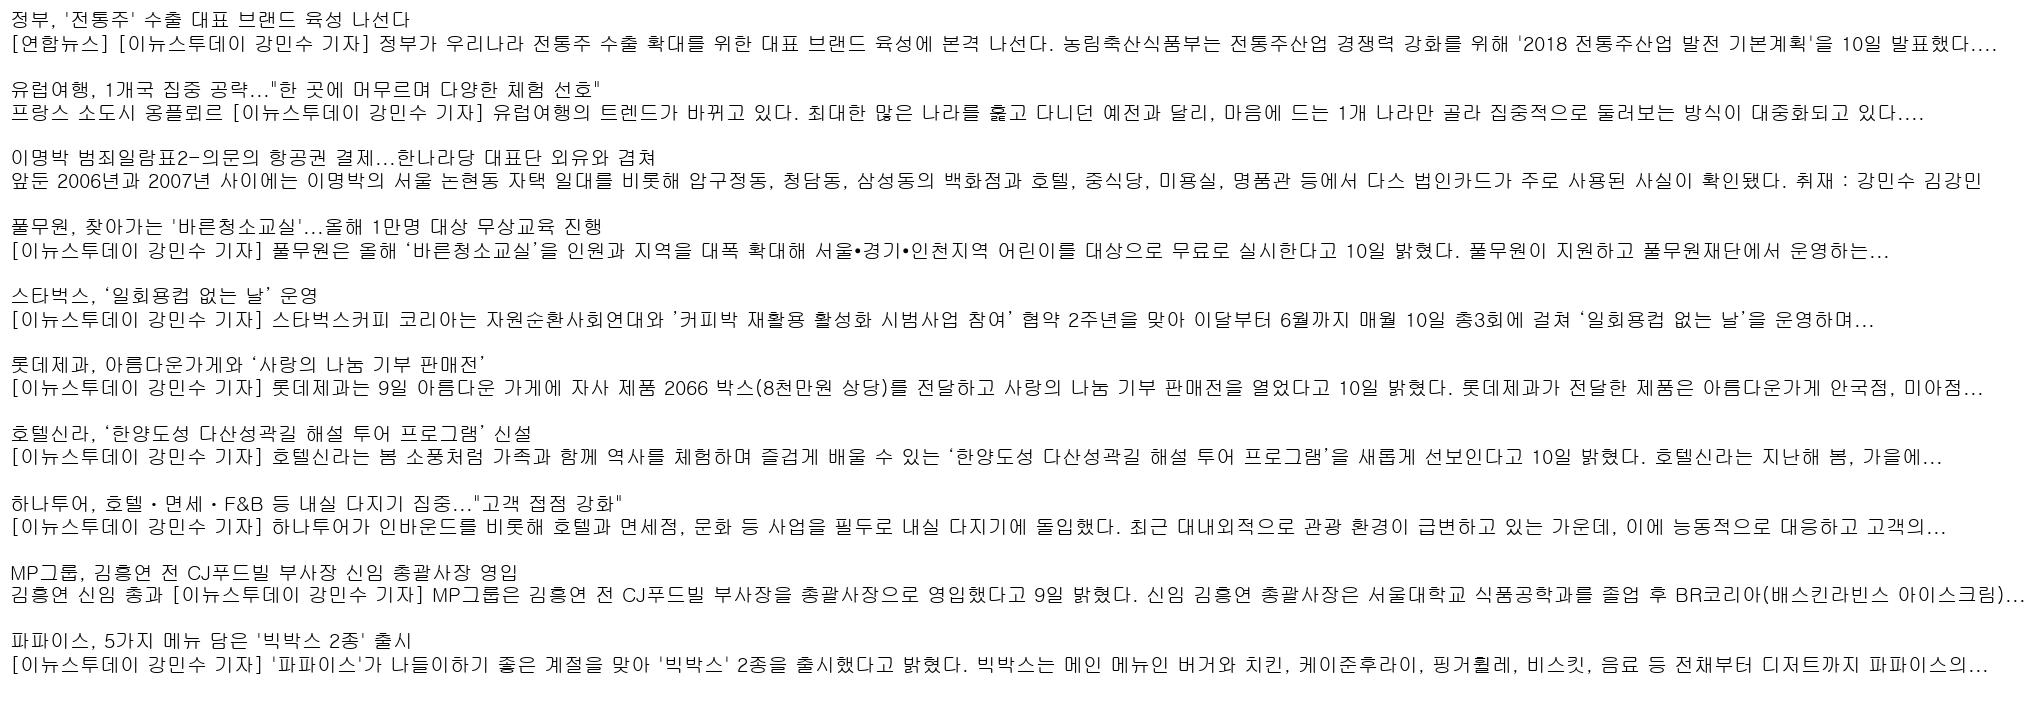 정부, '전통주' 수출 대표 브랜드 육성 나선다
[연합뉴스] [이뉴스투데이 강민수 기자] 정부가 우리나라 전통주 수출 확대를 위한 대표 브랜드 육성에 본격 나선다. 농림축산식품부는 전통주산업 경쟁력 강화를 위해 '2018 전통주산업 발전 기본계획'을 10일 발표했다....
유럽여행, 1개국 집중 공략..."한 곳에 머무르며 다양한 체험 선호"
프랑스 소도시 옹플뢰르 [이뉴스투데이 강민수 기자] 유럽여행의 트렌드가 바뀌고 있다. 최대한 많은 나라를 훑고 다니던 예전과 달리, 마음에 드는 1개 나라만 골라 집중적으로 둘러보는 방식이 대중화되고 있다....
이명박 범죄일람표2-의문의 항공권 결제...한나라당 대표단 외유와 겹쳐
앞둔 2006년과 2007년 사이에는 이명박의 서울 논현동 자택 일대를 비롯해 압구정동, 청담동, 삼성동의 백화점과 호텔, 중식당, 미용실, 명품관 등에서 다스 법인카드가 주로 사용된 사실이 확인됐다. 취재 : 강민수 김강민
풀무원, 찾아가는 '바른청소교실'...올해 1만명 대상 무상교육 진행
[이뉴스투데이 강민수 기자] 풀무원은 올해 ‘바른청소교실’을 인원과 지역을 대폭 확대해 서울•경기•인천지역 어린이를 대상으로 무료로 실시한다고 10일 밝혔다. 풀무원이 지원하고 풀무원재단에서 운영하는...
스타벅스, ‘일회용컵 없는 날’ 운영
[이뉴스투데이 강민수 기자] 스타벅스커피 코리아는 자원순환사회연대와 ’커피박 재활용 활성화 시범사업 참여’ 협약 2주년을 맞아 이달부터 6월까지 매월 10일 총3회에 걸쳐 ‘일회용컵 없는 날’을 운영하며...
롯데제과, 아름다운가게와 ‘사랑의 나눔 기부 판매전’
[이뉴스투데이 강민수 기자] 롯데제과는 9일 아름다운 가게에 자사 제품 2066 박스(8천만원 상당)를 전달하고 사랑의 나눔 기부 판매전을 열었다고 10일 밝혔다. 롯데제과가 전달한 제품은 아름다운가게 안국점, 미아점...
호텔신라, ‘한양도성 다산성곽길 해설 투어 프로그램’ 신설
[이뉴스투데이 강민수 기자] 호텔신라는 봄 소풍처럼 가족과 함께 역사를 체험하며 즐겁게 배울 수 있는 ‘한양도성 다산성곽길 해설 투어 프로그램’을 새롭게 선보인다고 10일 밝혔다. 호텔신라는 지난해 봄, 가을에...
하나투어, 호텔·면세·F&B 등 내실 다지기 집중..."고객 접점 강화"
[이뉴스투데이 강민수 기자] 하나투어가 인바운드를 비롯해 호텔과 면세점, 문화 등 사업을 필두로 내실 다지기에 돌입했다. 최근 대내외적으로 관광 환경이 급변하고 있는 가운데, 이에 능동적으로 대응하고 고객의...
MP그룹, 김흥연 전 CJ푸드빌 부사장 신임 총괄사장 영입
김흥연 신임 총과 [이뉴스투데이 강민수 기자] MP그룹은 김흥연 전 CJ푸드빌 부사장을 총괄사장으로 영입했다고 9일 밝혔다. 신임 김흥연 총괄사장은 서울대학교 식품공학과를 졸업 후 BR코리아(배스킨라빈스 아이스크림)...
파파이스, 5가지 메뉴 담은 '빅박스 2종' 출시
[이뉴스투데이 강민수 기자] '파파이스'가 나들이하기 좋은 계절을 맞아 '빅박스' 2종을 출시했다고 밝혔다. 빅박스는 메인 메뉴인 버거와 치킨, 케이준후라이, 핑거휠레, 비스킷, 음료 등 전채부터 디저트까지 파파이스의...